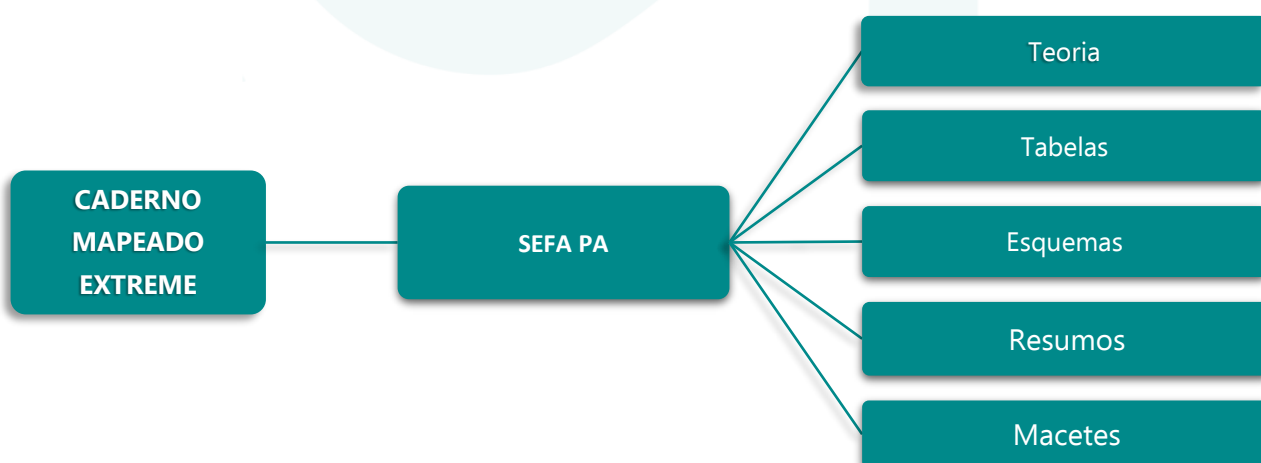 CADERNO
MAPEADO
EXTREME
SEFA PA
Teoria
Tabelas
Esquemas
Resumos
Macetes